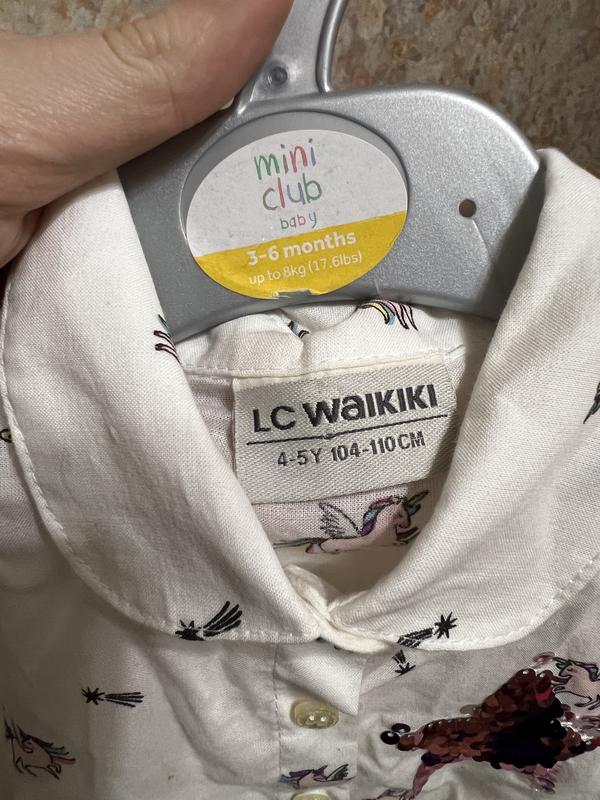 mini
club
baby
3-6 months
up to 8kg (17.6lbs)
LC WAIKIKI
4-5Y 104-110CM